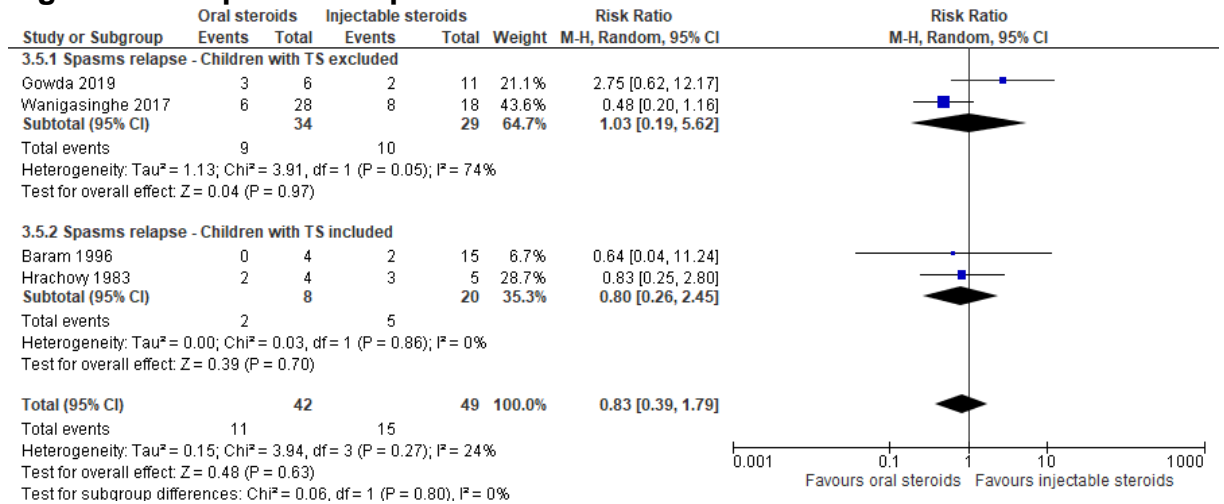 Oral steroids Injectable steroids Risk Ratio Risk Ratio
Study or Subgroup Events Total Events Total Weight M-H, Random, 95% CI M-H, Random, 95% CI
3.5.1 Spasms relapse - Children with TS excluded
Gowda 2019 3 6 2 11 21.1% 2.75 [0.62, 12.17]
Wanigasinghe 2017 6 28 8 18 43.6% 0.48 [0.20, 1.16]
Subtotal (95% CI) 34 29 64.7% 1.03 [0.19, 5.62]
Total events 9 10
Heterogeneity: Tau² = 1.13; Chi² = 3.91, df = 1 (P = 0.05); I² = 74%
Test for overall effect: Z = 0.04 (P = 0.97)
3.5.2 Spasms relapse - Children with TS included
Baram 1996 0 4 2 15 6.7% 0.64 [0.04, 11.24]
Hrachovy 1983 2 4 3 5 28.7% 0.83 [0.25, 2.80]
Subtotal (95% CI) 8 20 35.3% 0.80 [0.26, 2.45]
Total events 2 5
Heterogeneity: Tau² = 0.00; Chi² = 0.03, df = 1 (P = 0.86); I² = 0%
Test for overall effect: Z = 0.39 (P = 0.70)
Total (95% CI) 42 49 100.0% 0.83 [0.39, 1.79]
Total events 11 15
Heterogeneity: Tau² = 0.15; Chi² = 3.94, df = 3 (P = 0.27); I² = 24%
Test for overall effect: Z = 0.48 (P = 0.63)
Test for subgroup differences: Chi² = 0.06, df = 1 (P = 0.80), I² = 0%
0.001 0.1 1 10 1000
Favours oral steroids Favours injectable steroids